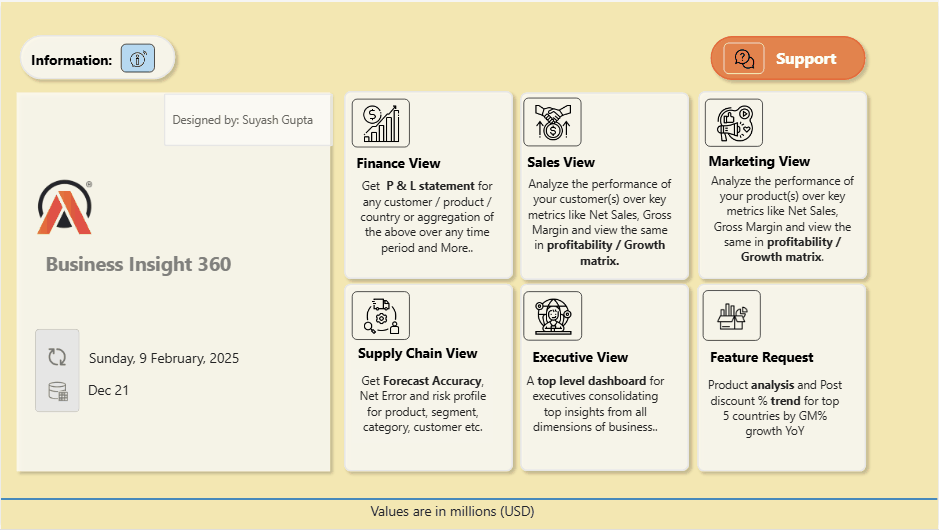 Information:
Support
Designed by: Suyash Gupta
®
Business Insight 360
Sunday, 9 February, 2025
Dec 21
Finance View
Get P & L statement for
any customer / product /
country or aggregation of
the above over any time
period and More..
Sales View
Analyze the performance of
your customer(s) over key
metrics like Net Sales, Gross
Margin and view the same
in profitability / Growth
matrix.
Marketing View
Analyze the performance of
your product(s) over key
metrics like Net Sales,
Gross Margin and view the
same in profitability /
Growth matrix.
Supply Chain View
Get Forecast Accuracy,
Net Error and risk profile
for product, segment,
category, customer etc.
Executive View
A top level dashboard for
executives consolidating
top insights from all
dimensions of business..
Feature Request
Product analysis and Post
discount % trend for top
5 countries by GM%
growth YoY
Values are in millions (USD)